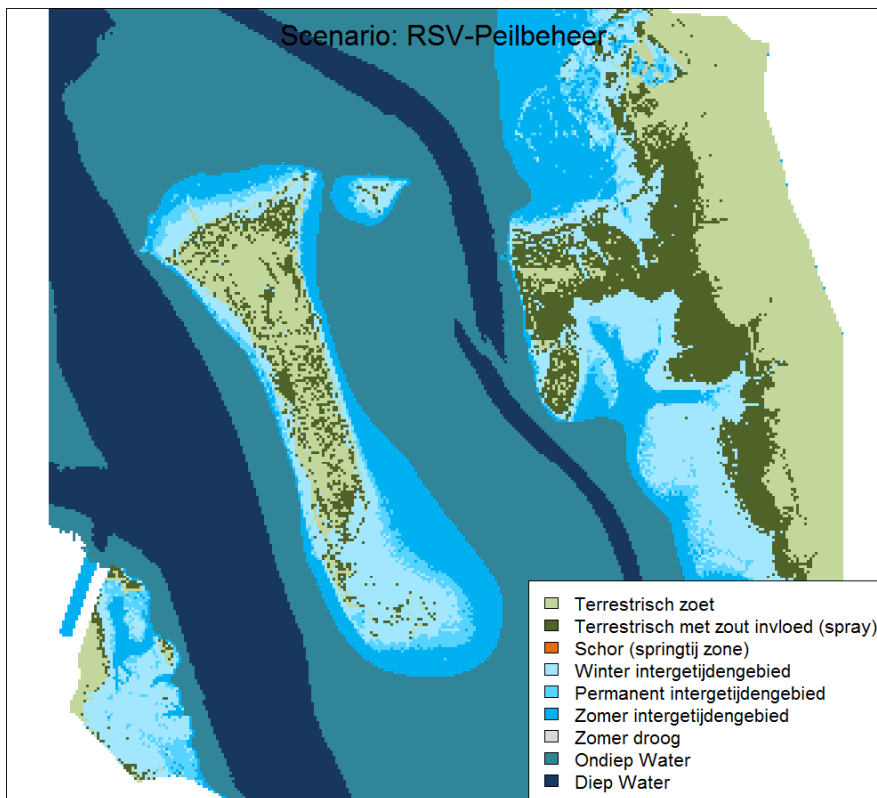 Scenario: RSV-Peilbeheer
Terrestrisch zoet
Terrestrisch met zout invloed (spray)
Schor (springtij zone)
Winter intergetijdengebied
Permanent intergetijdengebied
Zomer intergetijdengebied
Zomer droog
Ondiep Water
Diep Water